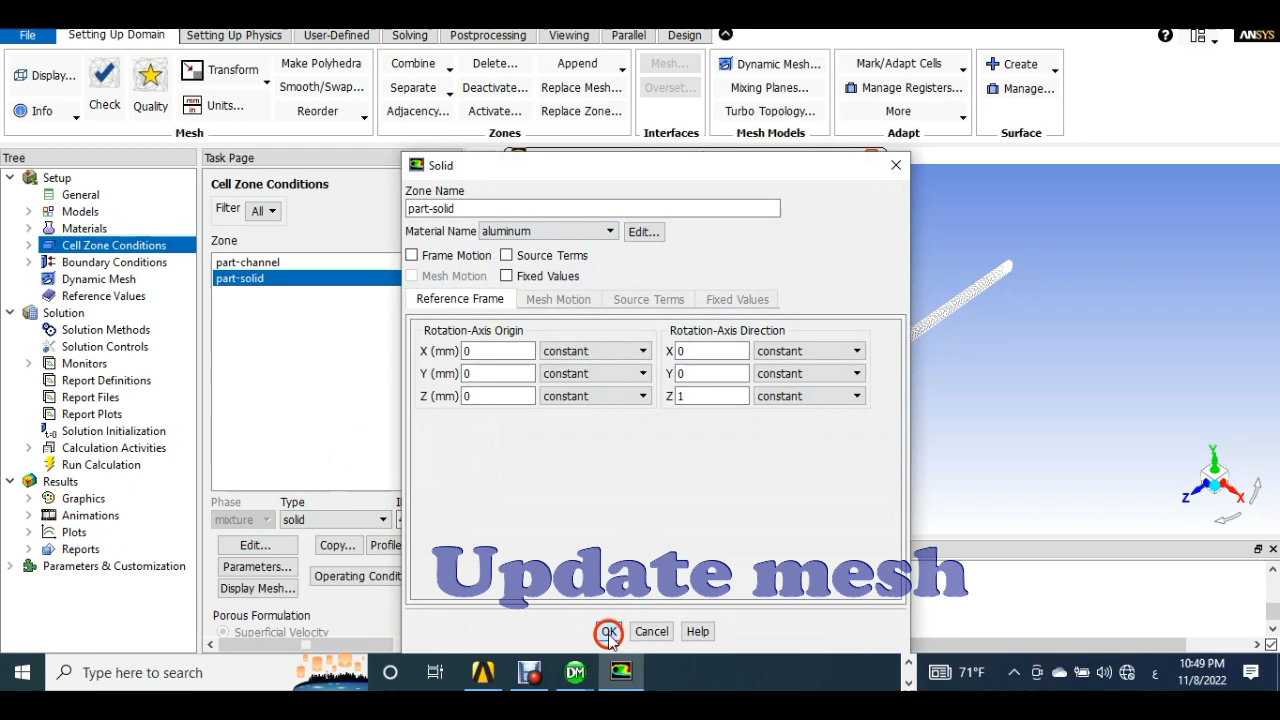 File Setting Up Domain Setting Up Physics User-Defined Solving Postprocessing Viewing Parallel Design ANSYS
Display... Check Quality Transform Make Polyhedra Combine Delete... Append Mesh... Dynamic Mesh... Mark/Adapt Cells Create
Info Units... Smooth/Swap... Separate Deactivate... Replace Mesh... Overset... Mixing Planes... Manage Registers... Manage...
Reorder Adjacency... Activate... Replace Zone... Turbo Topology... More
Mesh Zones Interfaces Mesh Models Adapt Surface
Tree
Setup
General
Models
Materials
Cell Zone Conditions
Boundary Conditions
Dynamic Mesh
Reference Values
Solution
Solution Methods
Solution Controls
Monitors
Report Definitions
Report Files
Report Plots
Solution Initialization
Calculation Activities
Run Calculation
Results
Graphics
Animations
Plots
Reports
Parameters & Customization
Task Page
Cell Zone Conditions
Filter All
Zone
part-channel
part-solid
Phase Type
mixture solid
Edit... Copy... Profile
Parameters... Operating Condit
Display Mesh...
Porous Formulation
Superficial Velocity
Solid
Zone Name
part-solid
Material Name aluminum Edit...
Frame Motion Source Terms
Mesh Motion Fixed Values
Reference Frame Mesh Motion Source Terms Fixed Values
Rotation-Axis Origin Rotation-Axis Direction
X (mm) 0 constant X 0 constant
Y (mm) 0 constant Y 0 constant
Z (mm) 0 constant Z 1 constant
Update mesh
OK Cancel Help
Y
Z X
Type here to search DM 71°F ع 10:49 PM
11/8/2022